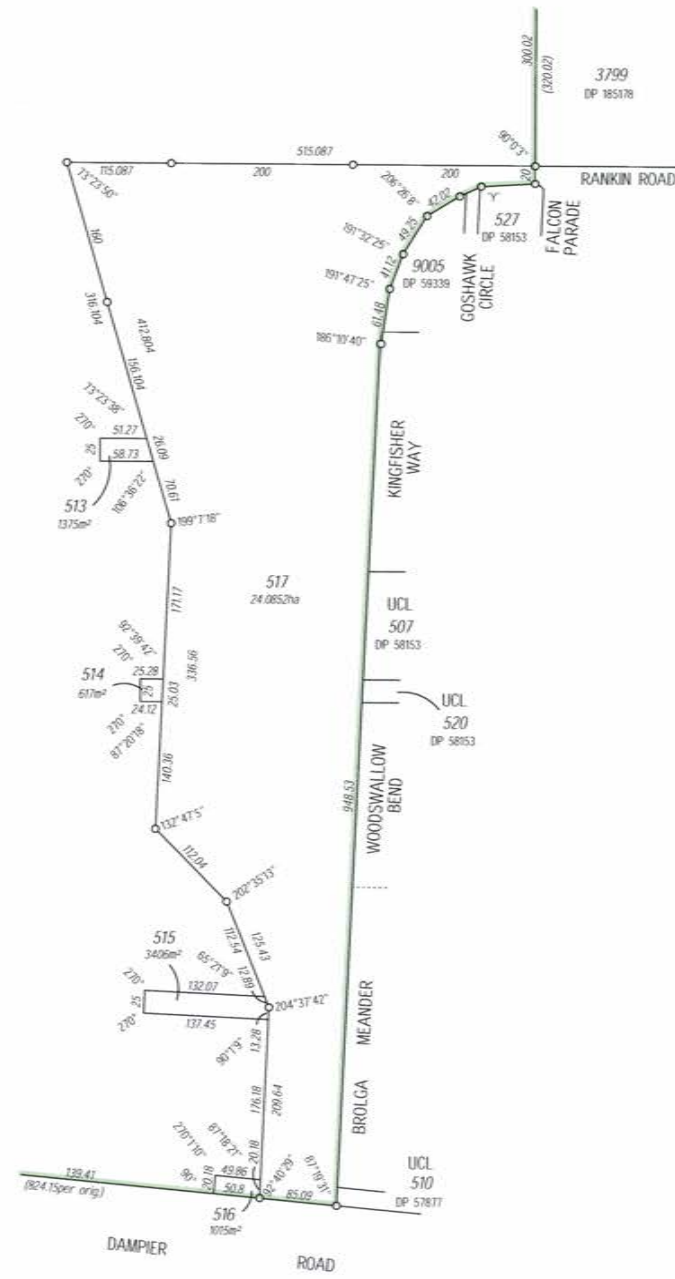 300.02
(320.02)
3799
DP 185178
90°0'3"
515.087
115.087
200
200
20
RANKIN ROAD
73°23'50"
206°26'8"
42.02
527
DP 58153
FALCON
PARADE
160
49.25
191°32'25"
9005
DP 59339
GOSHAWK
CIRCLE
41.12
191°47'25"
61.48
316.104
412.804
186°10'40"
156.104
73°23'38"
270°
51.27
26.09
25
58.73
270°
106°36'22"
70.61
KINGFISHER
WAY
513
1375m²
199°7'18"
517
24.0852ha
171.17
UCL
507
DP 58153
92°39'42"
270°
336.56
514
617m²
25.28
25
25.03
24.12
270°
87°20'18"
UCL
520
DP 58153
140.36
948.53
WOODSWALLOW
BEND
132°47'5"
112.04
202°35'13"
515
3406m²
112.54
125.43
65°21'9"
12.89
270°
132.07
25
204°37'42"
270°
137.45
13.28
90°1'9"
MEANDER
176.18
209.64
BROLGA
270°1'10"
87°18'21"
20.18
90°
20.18
49.86
50.8
92°40'29"
87°19'31"
85.09
UCL
510
DP 57877
139.41
(824.15per orig.)
516
1015m²
DAMPIER
ROAD